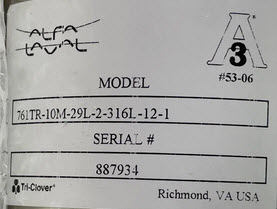 ALFA
LAVAL
A®
3
#53-06
MODEL
761TR-10M-29L-2-316L-12-1
SERIAL #
887934
Tri-Clover®
Richmond, VA USA